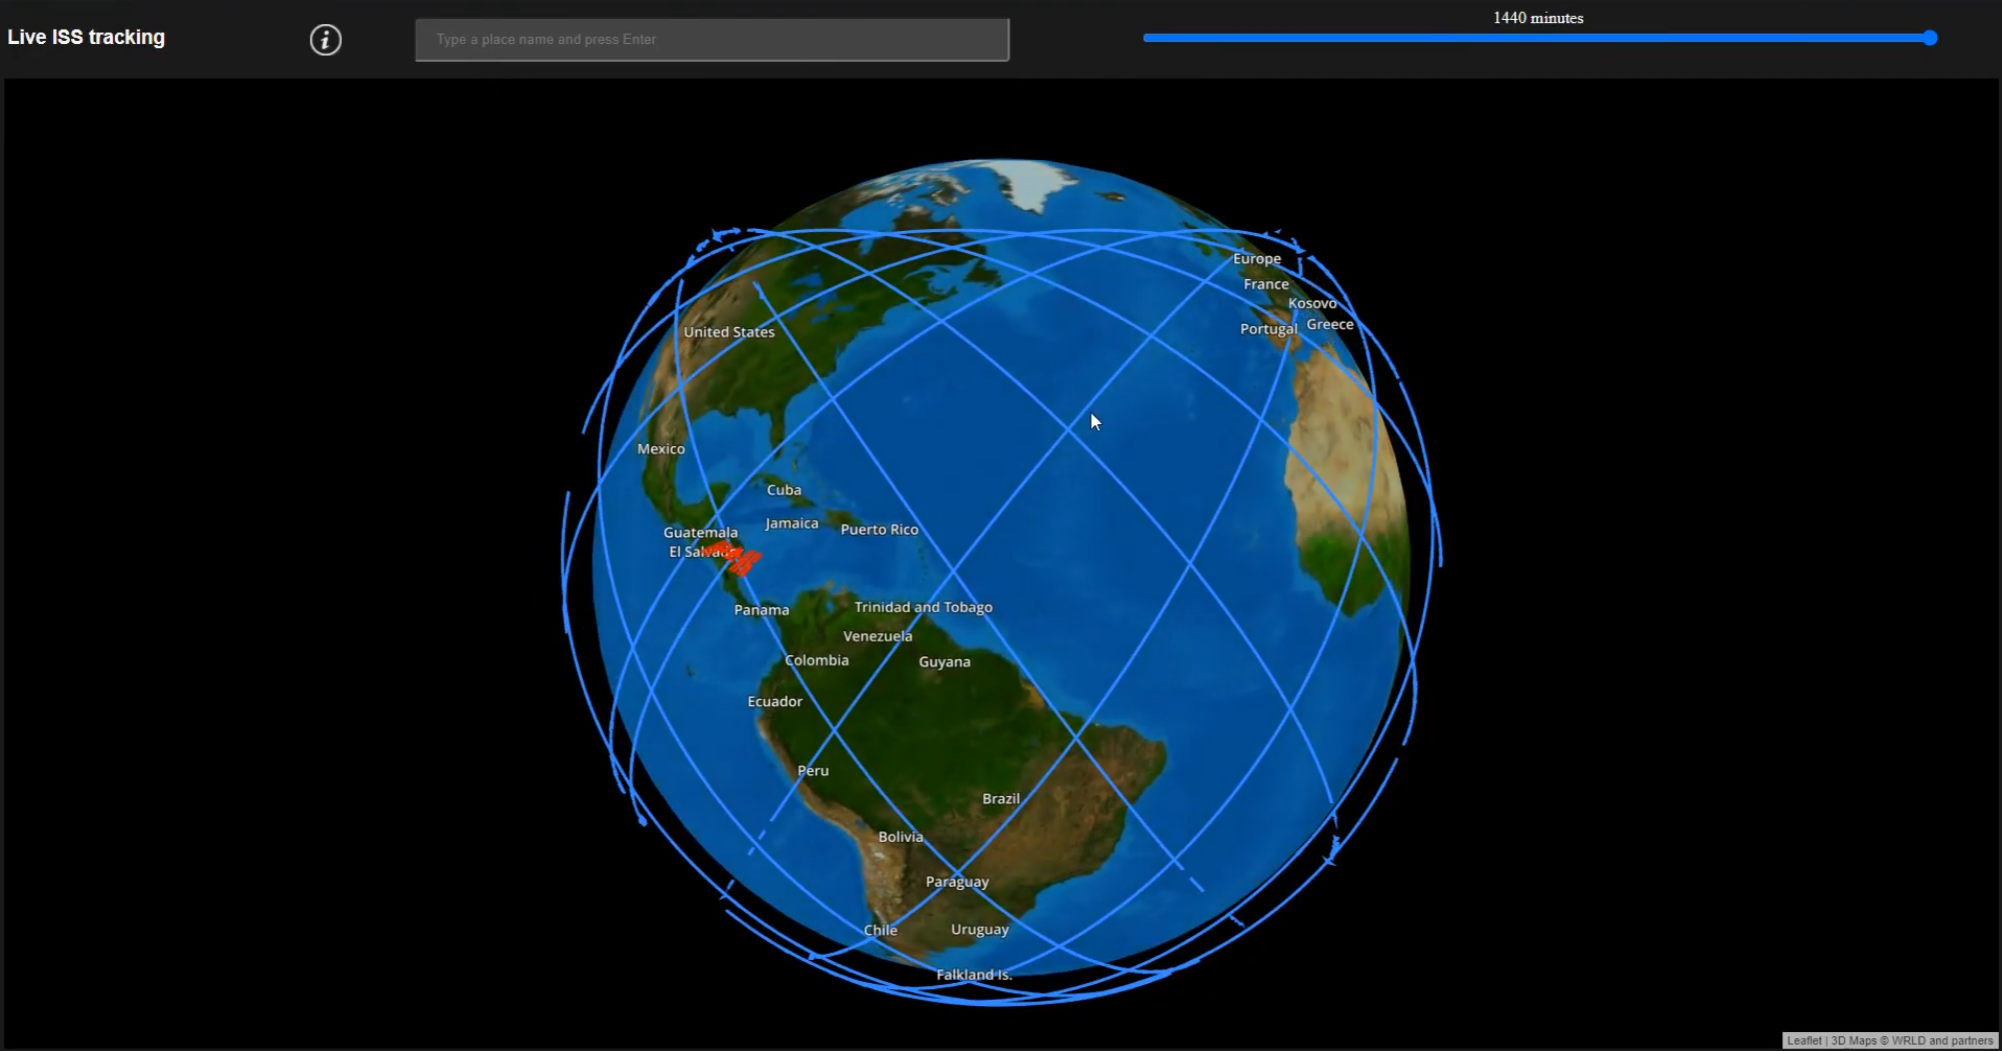 1440 minutes
Live ISS tracking
Type a place name and press Enter
Europe
France
Kosovo
Portugal
Greece
United States
Mexico
Cuba
Jamaica
Puerto Rico
Guatemala
El
Panama
Trinidad and Tobago
Venezuela
Colombia
Guyana
Ecuador
Peru
Brazil
Bolivia
Paraguay
Chile
Uruguay
Falkland Is.
Leaflet | 3D Maps © WRLD and partners